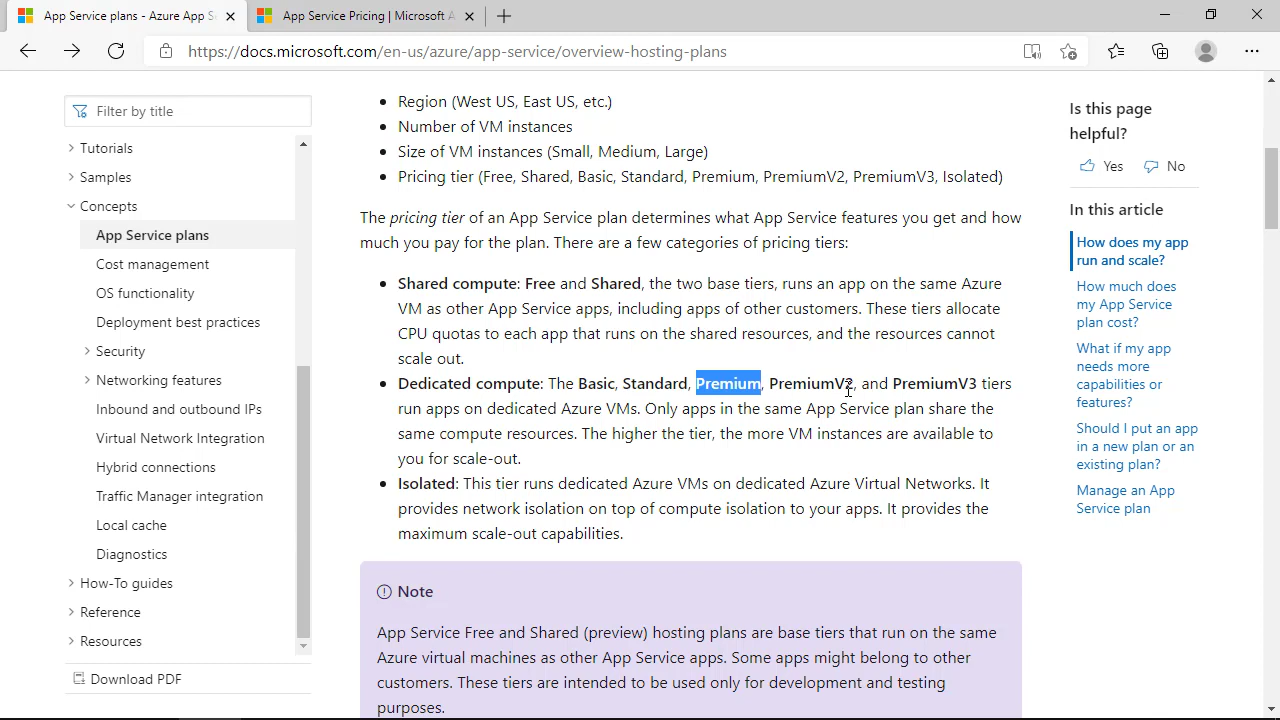 App Service plans - Azure App S
App Service Pricing | Microsoft A
https://docs.microsoft.com/en-us/azure/app-service/overview-hosting-plans
Filter by title
Tutorials
Samples
Concepts
App Service plans
Cost management
OS functionality
Deployment best practices
Security
Networking features
Inbound and outbound IPs
Virtual Network Integration
Hybrid connections
Traffic Manager integration
Local cache
Diagnostics
How-To guides
Reference
Resources
Download PDF
Region (West US, East US, etc.)
Number of VM instances
Size of VM instances (Small, Medium, Large)
Pricing tier (Free, Shared, Basic, Standard, Premium, PremiumV2, PremiumV3, Isolated)
The pricing tier of an App Service plan determines what App Service features you get and how
much you pay for the plan. There are a few categories of pricing tiers:
Shared compute: Free and Shared, the two base tiers, runs an app on the same Azure
VM as other App Service apps, including apps of other customers. These tiers allocate
CPU quotas to each app that runs on the shared resources, and the resources cannot
scale out.
Dedicated compute: The Basic, Standard, Premium, PremiumV2, and PremiumV3 tiers
run apps on dedicated Azure VMs. Only apps in the same App Service plan share the
same compute resources. The higher the tier, the more VM instances are available to
you for scale-out.
Isolated: This tier runs dedicated Azure VMs on dedicated Azure Virtual Networks. It
provides network isolation on top of compute isolation to your apps. It provides the
maximum scale-out capabilities.
Note
App Service Free and Shared (preview) hosting plans are base tiers that run on the same
Azure virtual machines as other App Service apps. Some apps might belong to other
customers. These tiers are intended to be used only for development and testing
purposes.
Is this page
helpful?
Yes No
In this article
How does my app
run and scale?
How much does
my App Service
plan cost?
What if my app
needs more
capabilities or
features?
Should I put an app
in a new plan or an
existing plan?
Manage an App
Service plan